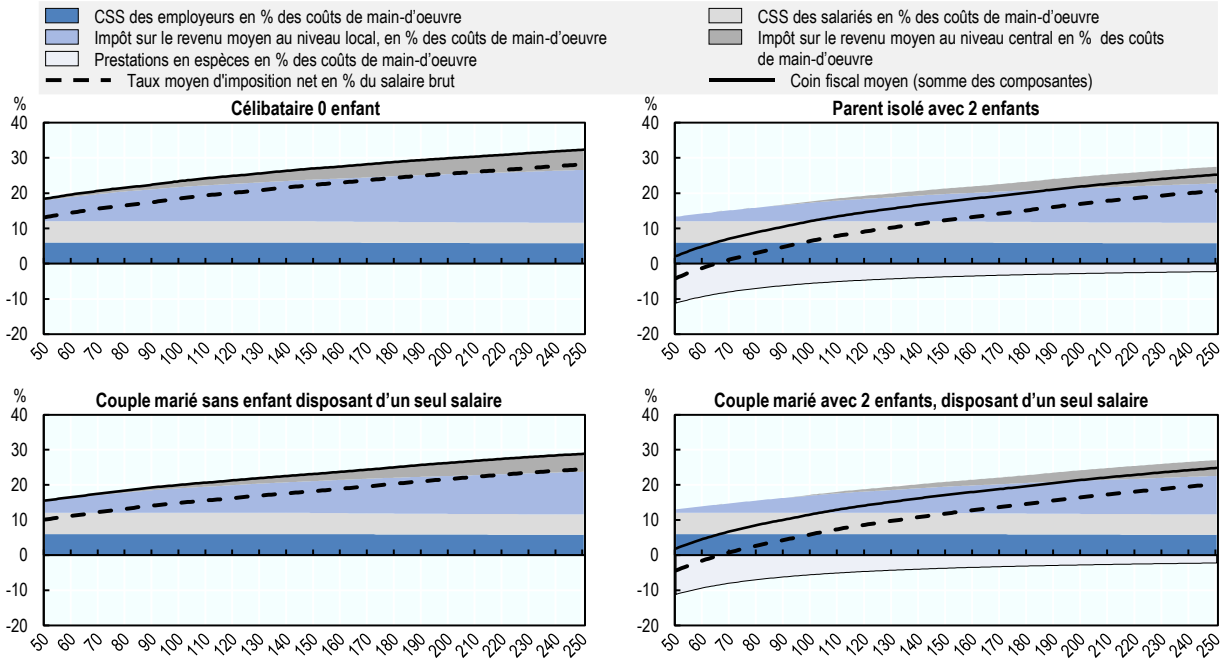 CSS des employeurs en % des coûts de main-d'oeuvre
CSS des salariés en % des coûts de main-d'oeuvre
Impôt sur le revenu moyen au niveau local, en % des coûts de main-d'oeuvre
Impôt sur le revenu moyen au niveau central en % des coûts
de main-d'oeuvre
Prestations en espèces en % des coûts de main-d'oeuvre
Taux moyen d'imposition net en % du salaire brut
Coin fiscal moyen (somme des composantes)
%
Célibataire 0 enfant
40
30
20
10
0
-10
-20
50 60 70 80 90 100 110 120 130 140 150 160 170 180 190 200 210 220 230 240 250
%
Parent isolé avec 2 enfants
40
30
20
10
0
-10
-20
50 60 70 80 90 100 110 120 130 140 150 160 170 180 190 200 210 220 230 240 250
%
Couple marié sans enfant disposant d'un seul salaire
40
30
20
10
0
-10
-20
50 60 70 80 90 100 110 120 130 140 150 160 170 180 190 200 210 220 230 240 250
%
Couple marié avec 2 enfants, disposant d'un seul salaire
40
30
20
10
0
-10
-20
50 60 70 80 90 100 110 120 130 140 150 160 170 180 190 200 210 220 230 240 250